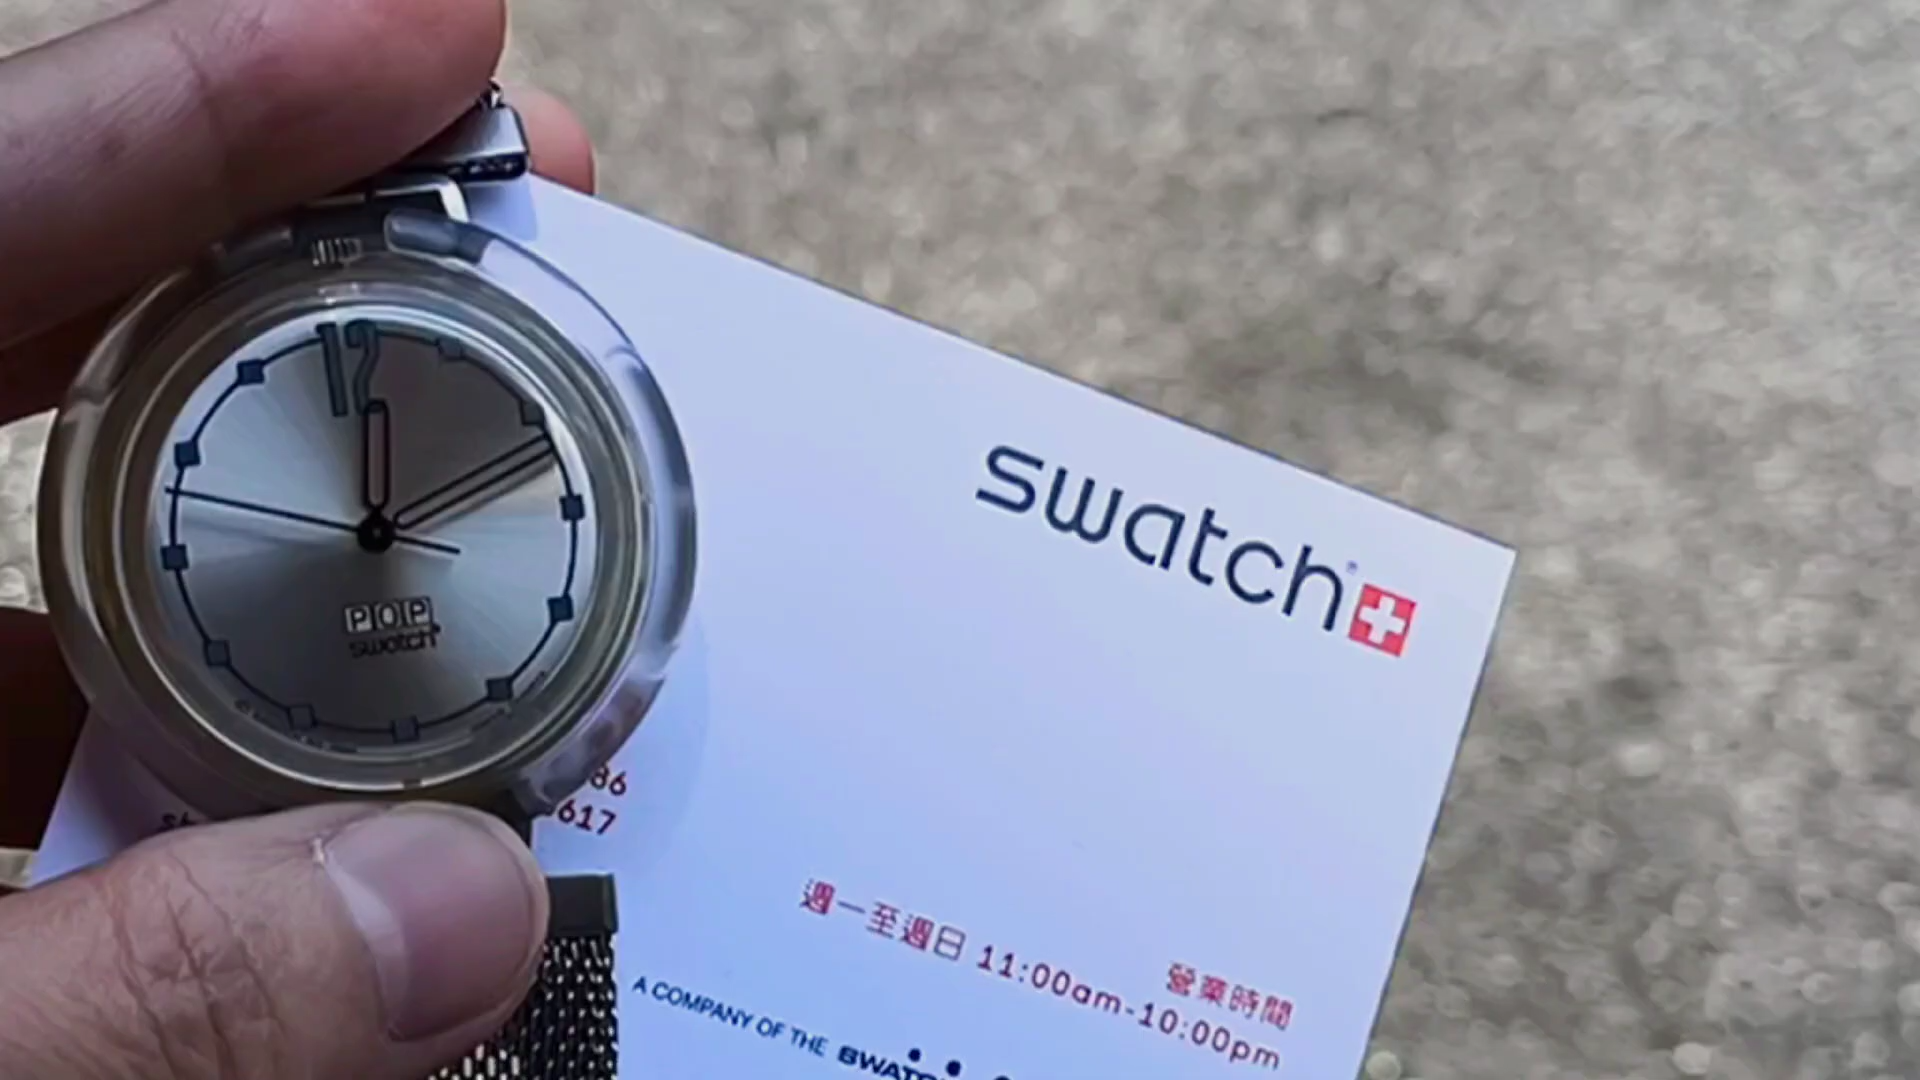 12
POP
swatch
swatch
86
617
營業時間
週一至週日 11:00am-10:00pm
A COMPANY OF THE SWATC